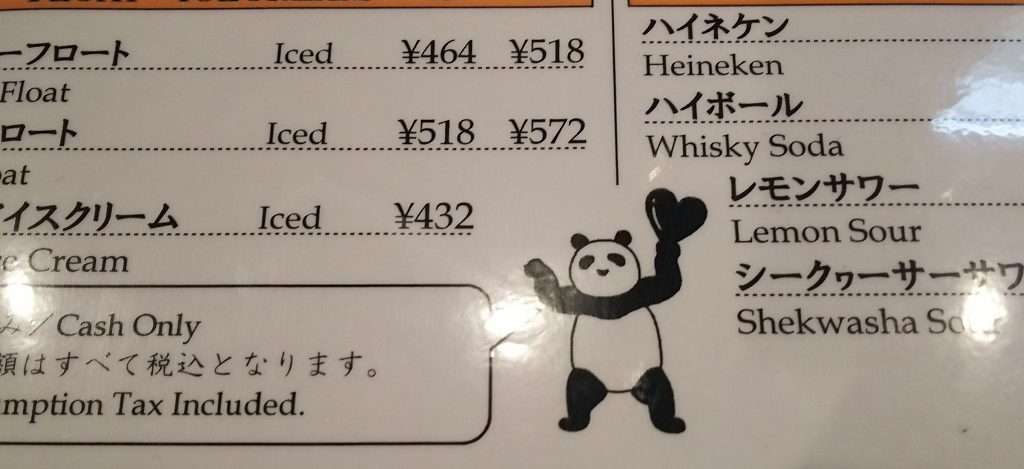 ーフロート Iced ¥464 ¥518
Float
ロート Iced ¥518 ¥572
oat
アイスクリーム Iced ¥432
Cream
み／Cash Only
額はすべて税込となります。
umption Tax Included.
ハイネケン
Heineken
ハイボール
Whisky Soda
レモンサワー
Lemon Sour
シークヮーサーサワ
Shekwasha Sour